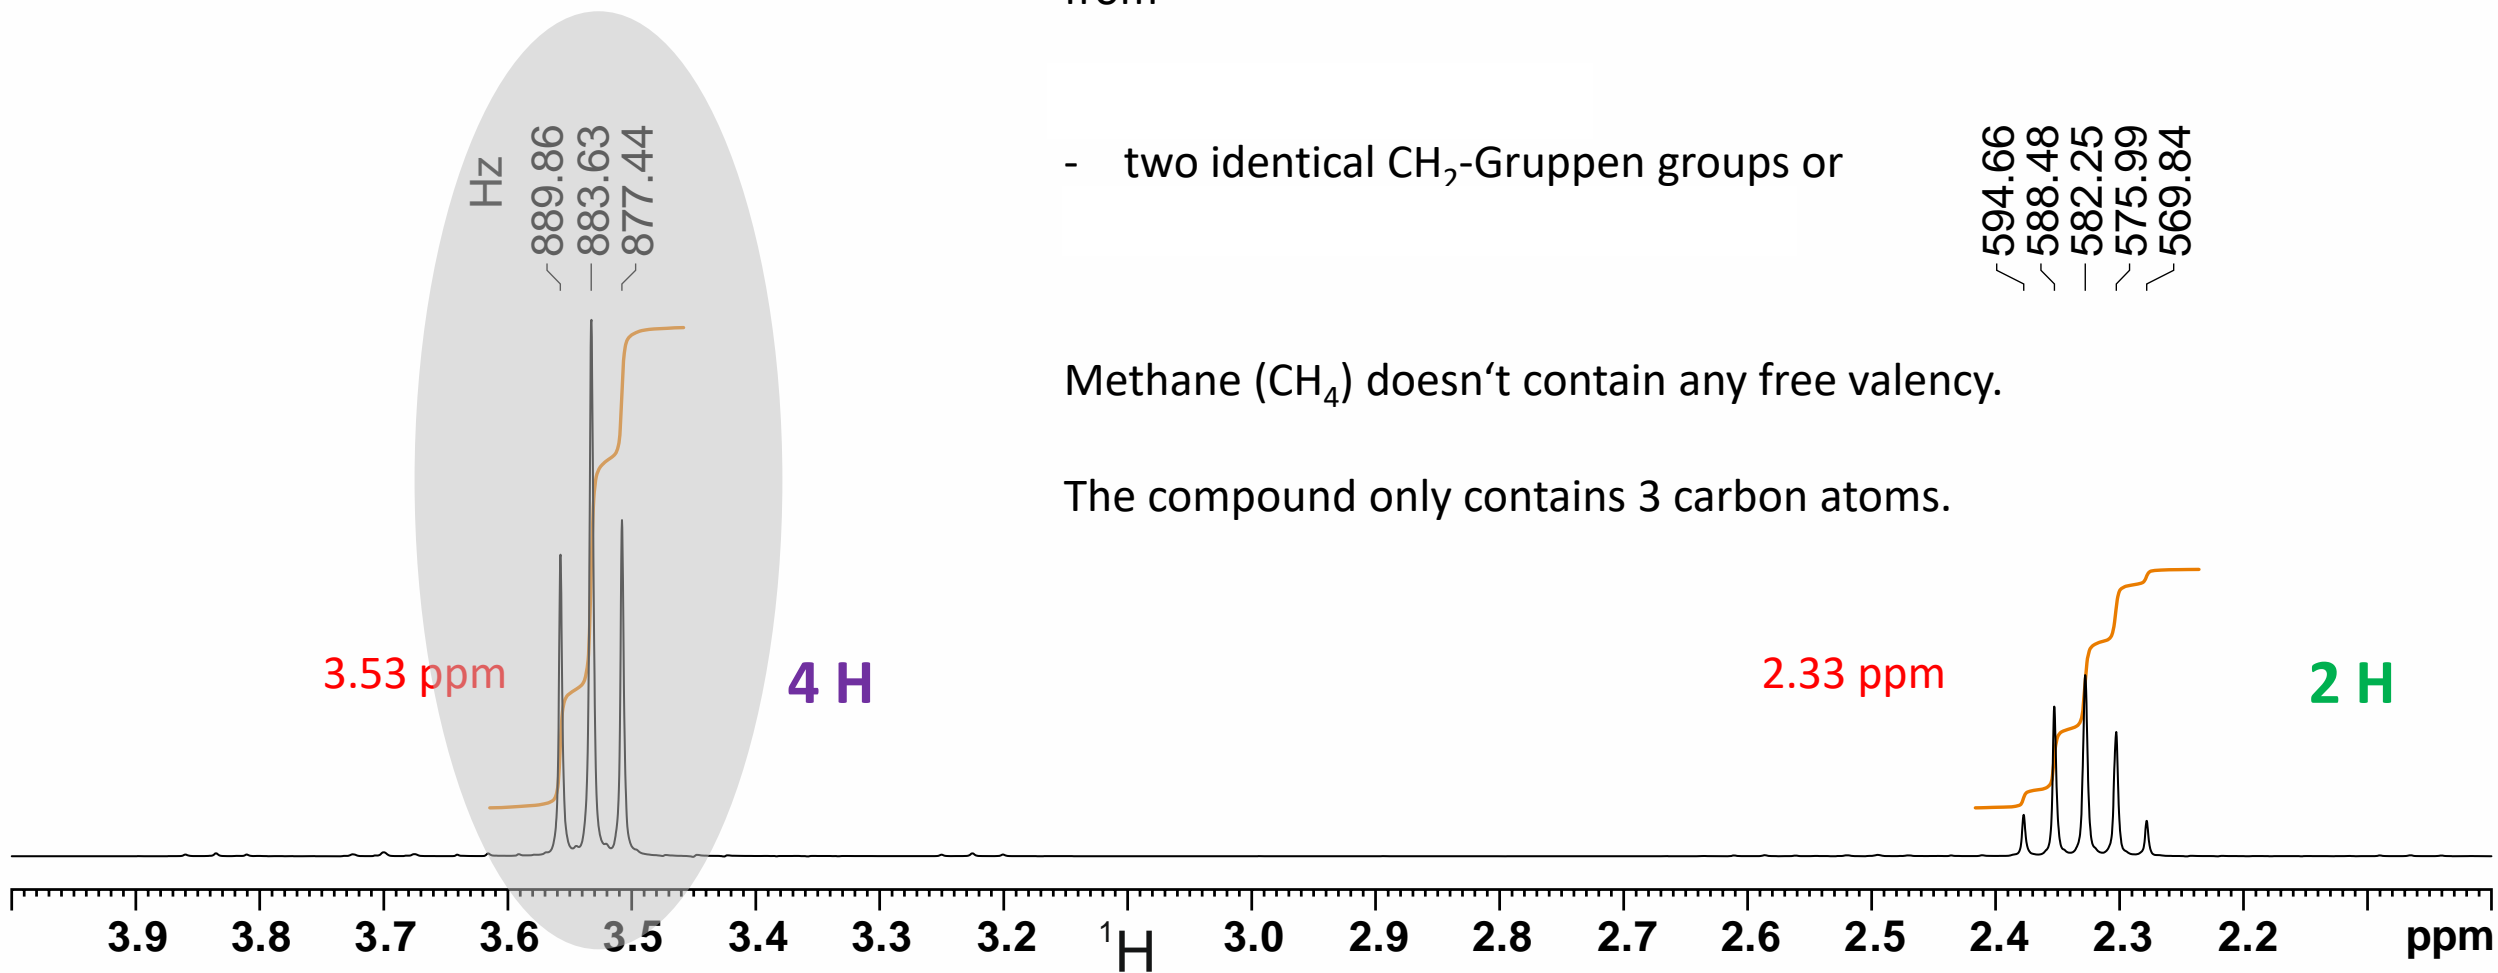 from
- two identical CH₂-Gruppen groups or
Hz
889.86
883.63
877.44
594.66
588.48
582.25
575.99
569.84
Methane (CH₄) doesn‘t contain any free valency.
The compound only contains 3 carbon atoms.
3.53 ppm
4 H
2.33 ppm
2 H
3.9 3.8 3.7 3.6 3.5 3.4 3.3 3.2 ¹H 3.0 2.9 2.8 2.7 2.6 2.5 2.4 2.3 2.2 ppm